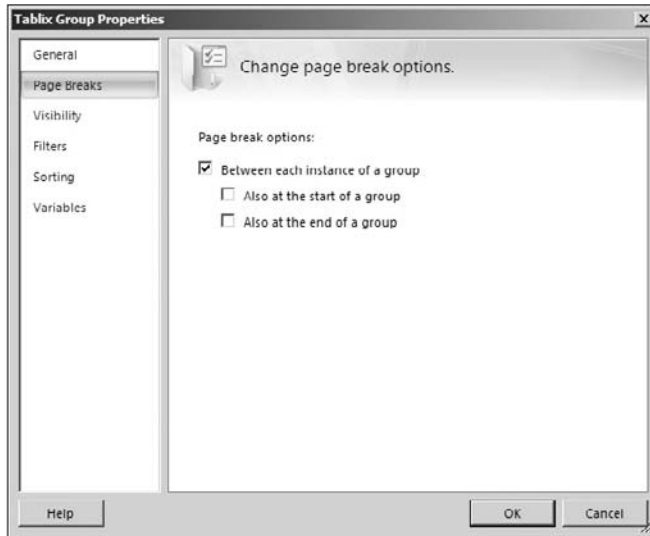 Tablix Group Properties
General
Page Breaks
Visibility
Filters
Sorting
Variables
Change page break options.
Page break options:
Between each instance of a group
Also at the start of a group
Also at the end of a group
Help
OK
Cancel